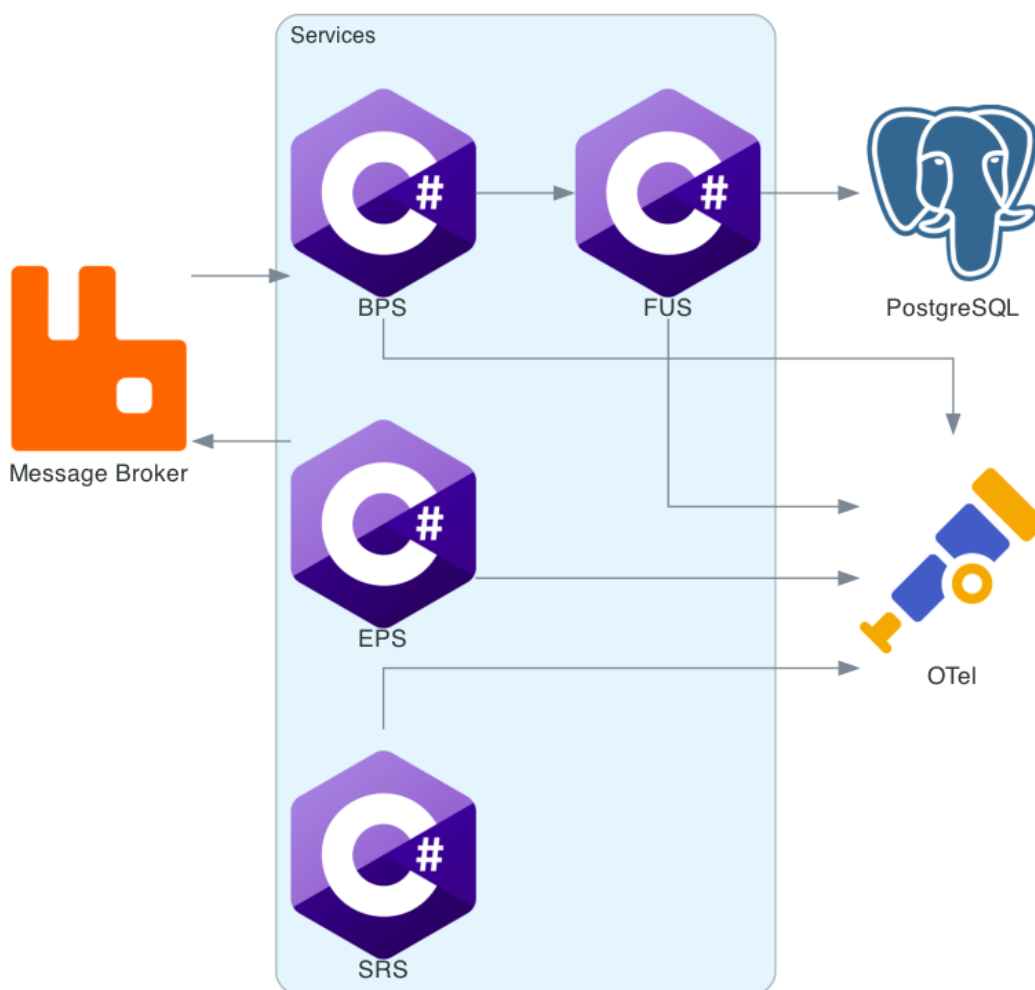 Services
BPS
FUS
PostgreSQL
Message Broker
EPS
OTel
SRS